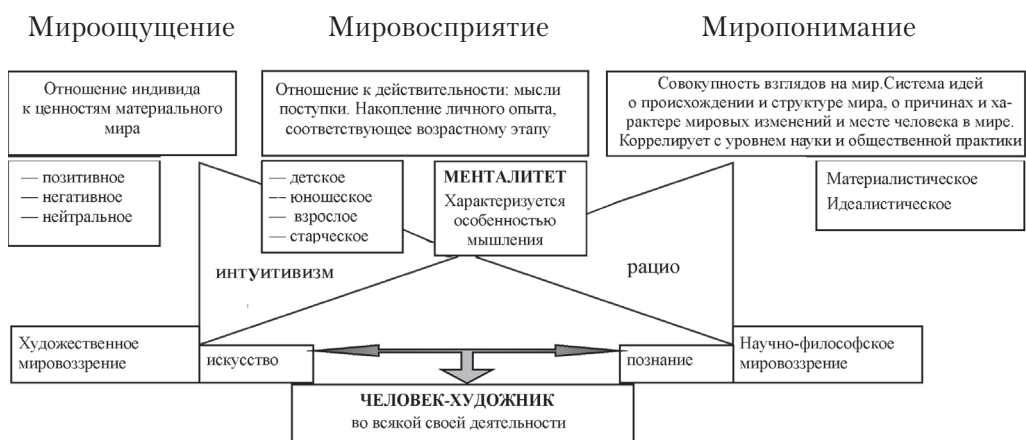 Мироощущение
Мировосприятие
Миропонимание
Отношение индивида
к ценностям материального
мира
Отношение к действительности: мысли
поступки. Накопление личного опыта,
соответствующее возрастному этапу
Совокупность взглядов на мир.Система идей
о происхождении и структуре мира, о причинах и ха-
рактере мировых изменений и месте человека в мире.
Коррелирует с уровнем науки и общественной практики
— позитивное
— негативное
— нейтральное
— детское
— юношеское
— взрослое
— старческое
МЕНТАЛИТЕТ
Характеризуется
особенностью
мышления
Материалистическое
Идеалистическое
интуитивизм
рацио
Художественное
мировоззрение
искусство
познание
Научно-философское
мировоззрение
ЧЕЛОВЕК-ХУДОЖНИК
во всякой своей деятельности